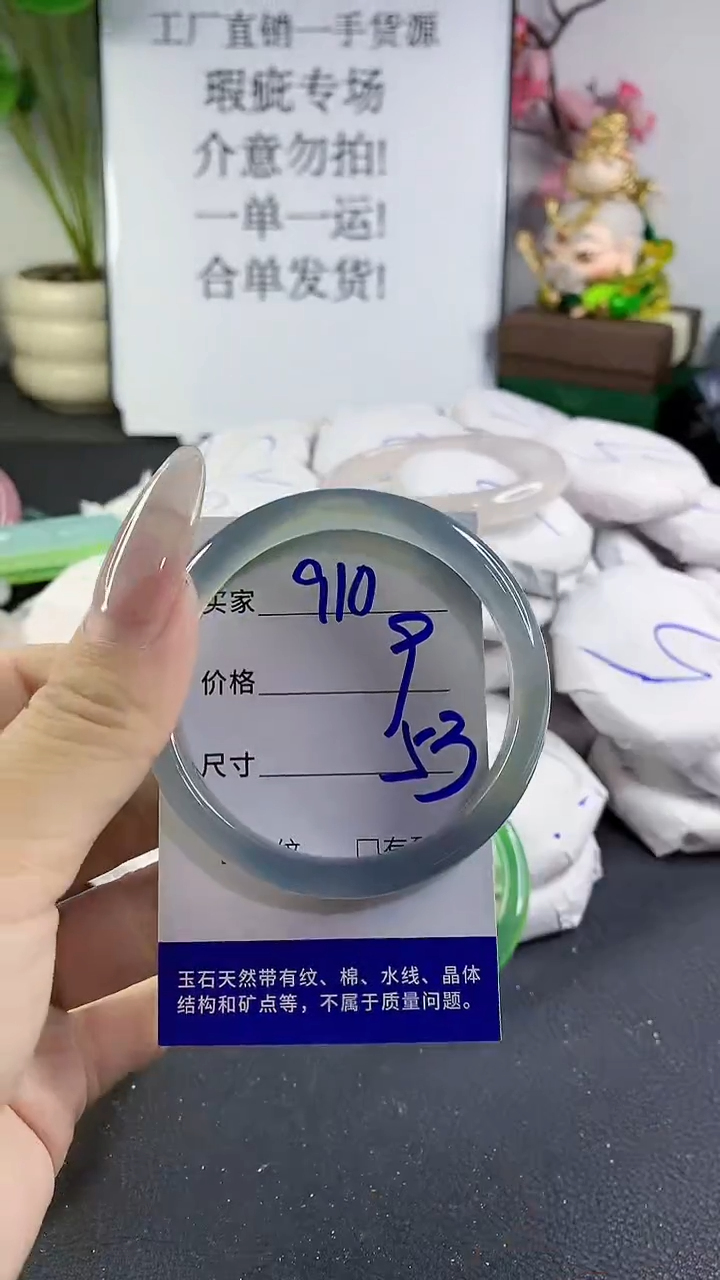 工厂直销一手货源
瑕疵专场
介意勿拍!
一单一运!
合单发货!
买家 910
价格 9
尺寸 53
纹 口有
玉石天然带有纹、棉、水线、晶体
结构和矿点等，不属于质量问题。